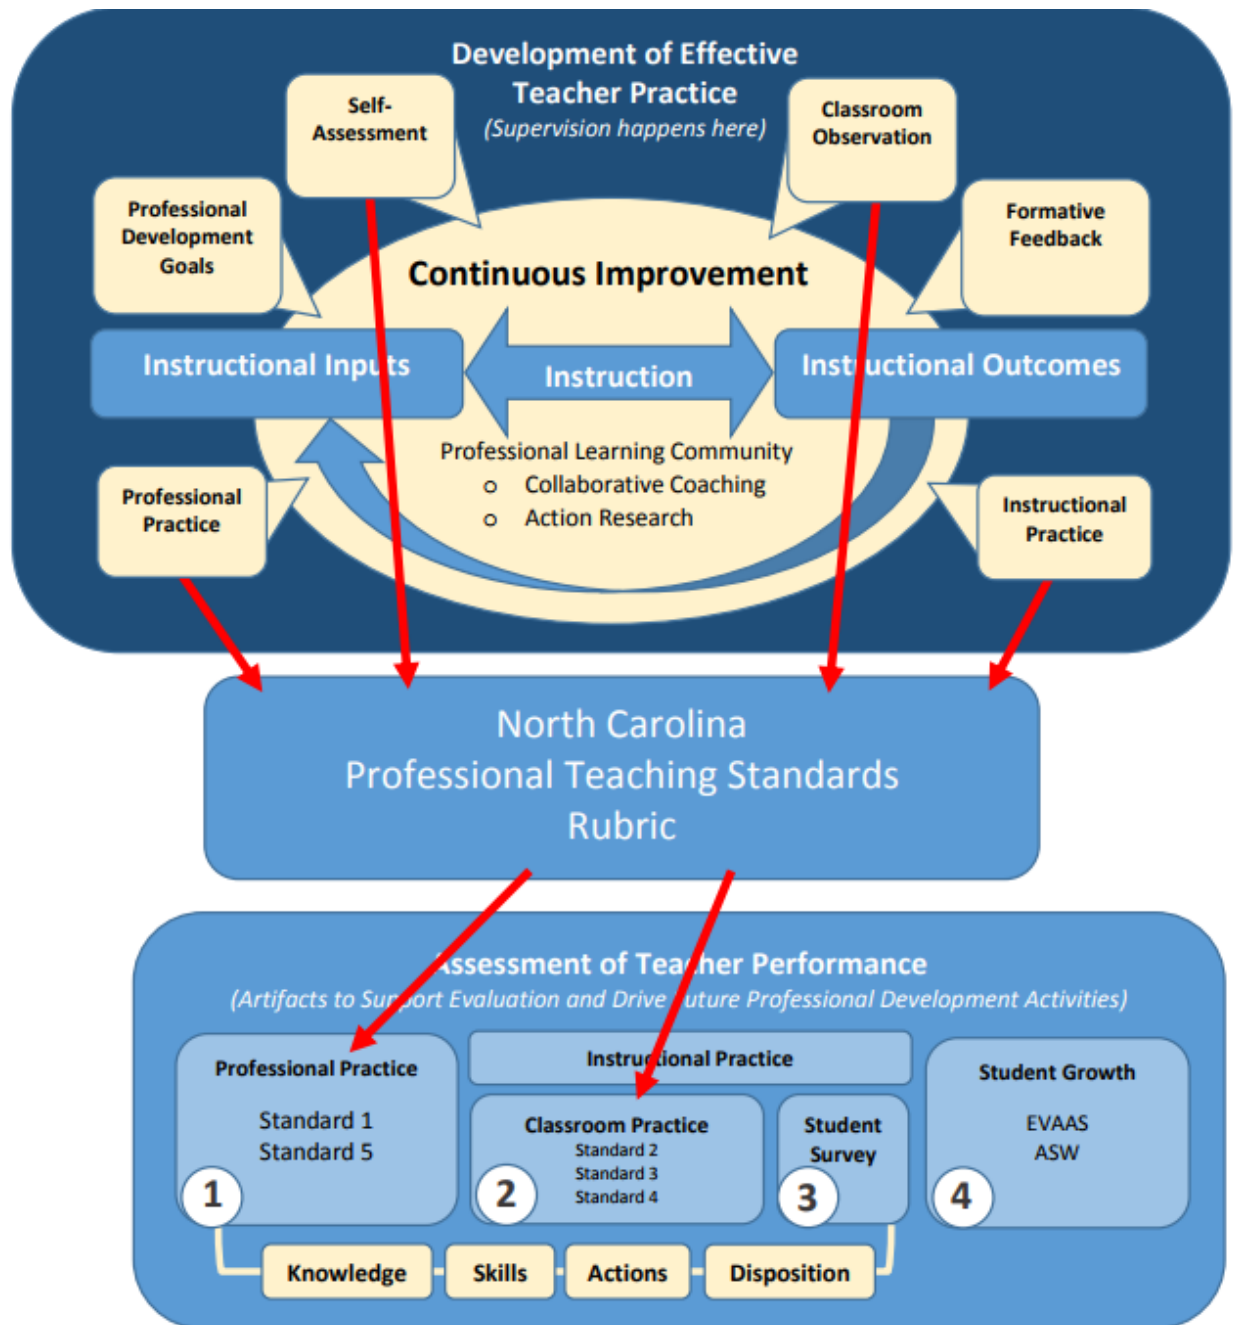 Development of Effective
Teacher Practice
(Supervision happens here)
Self-
Assessment
Classroom
Observation
Professional
Development
Goals
Formative
Feedback
Continuous Improvement
Instructional Inputs
Instruction
Instructional Outcomes
Professional Learning Community
o Collaborative Coaching
o Action Research
Professional
Practice
Instructional
Practice
North Carolina
Professional Teaching Standards
Rubric
Assessment of Teacher Performance
(Artifacts to Support Evaluation and Drive Future Professional Development Activities)
Professional Practice
Standard 1
Standard 5
1
Instructional Practice
Classroom Practice
Standard 2
Standard 3
Standard 4
2
Student
Survey
3
Student Growth
EVAAS
ASW
4
Knowledge
Skills
Actions
Disposition